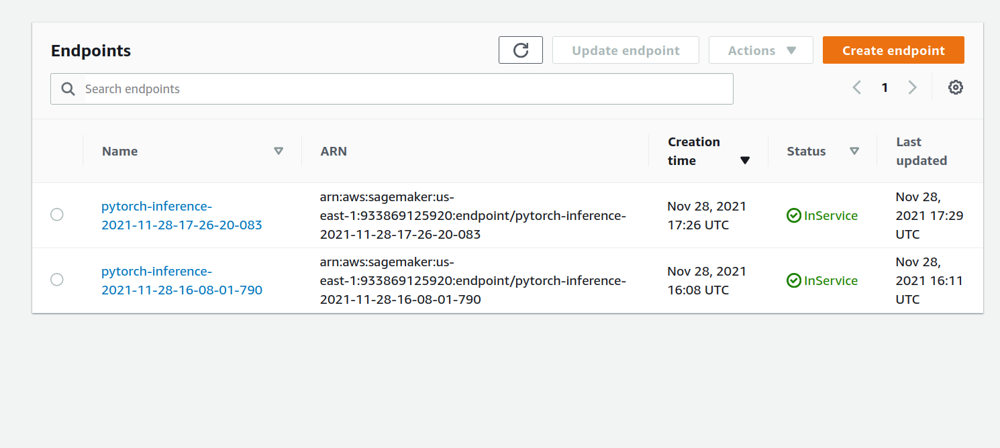 Endpoints
Update endpoint
Actions
Create endpoint
Search endpoints
1
Name
ARN
Creation
time
Status
Last
updated
pytorch-inference-
2021-11-28-17-26-20-083
arn:aws:sagemaker:us-
east-1:933869125920:endpoint/pytorch-inference-
2021-11-28-17-26-20-083
Nov 28, 2021
17:26 UTC
InService
Nov 28,
2021 17:29
UTC
pytorch-inference-
2021-11-28-16-08-01-790
arn:aws:sagemaker:us-
east-1:933869125920:endpoint/pytorch-inference-
2021-11-28-16-08-01-790
Nov 28, 2021
16:08 UTC
InService
Nov 28,
2021 16:11
UTC